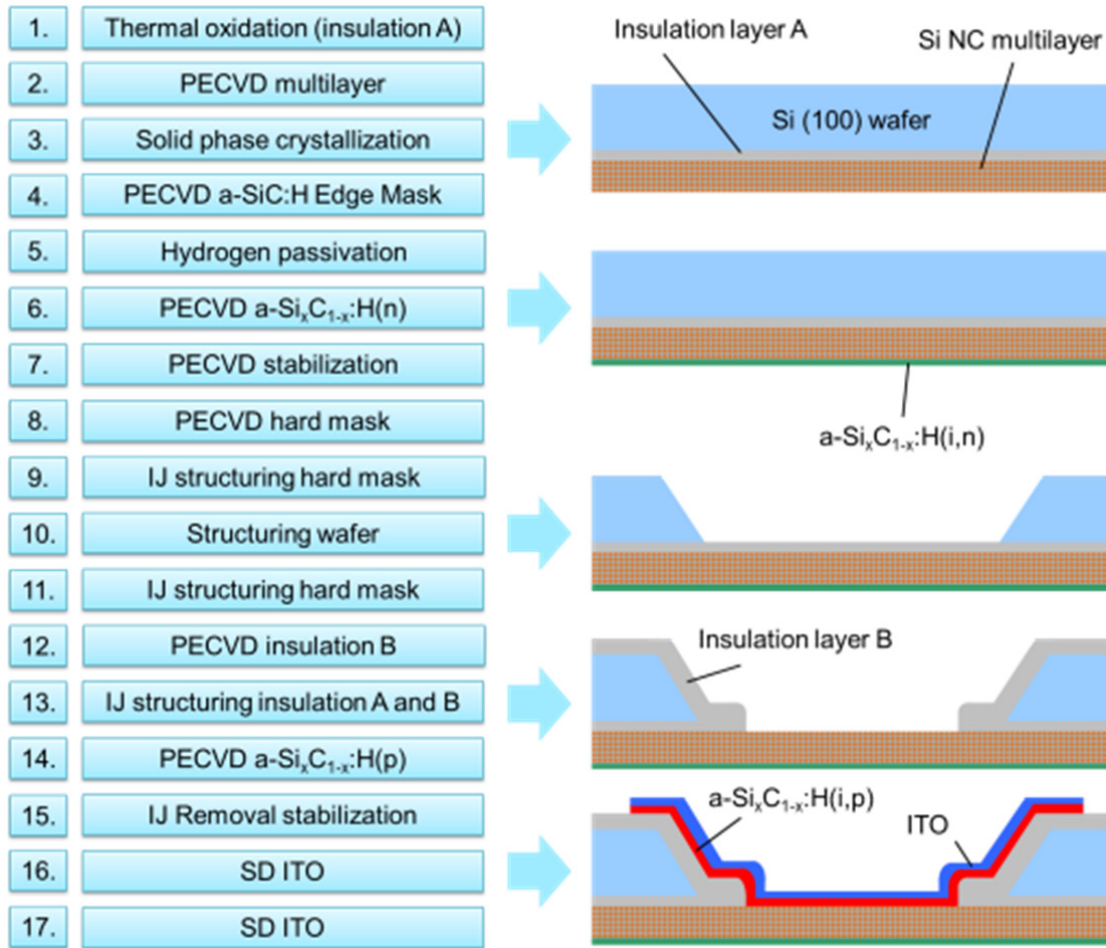 1. Thermal oxidation (insulation A)
2. PECVD multilayer
3. Solid phase crystallization
4. PECVD a-SiC:H Edge Mask
5. Hydrogen passivation
6. PECVD a-SiₓC₁₋ₓ:H(n)
7. PECVD stabilization
8. PECVD hard mask
9. IJ structuring hard mask
10. Structuring wafer
11. IJ structuring hard mask
12. PECVD insulation B
13. IJ structuring insulation A and B
14. PECVD a-SiₓC₁₋ₓ:H(p)
15. IJ Removal stabilization
16. SD ITO
17. SD ITO
Insulation layer A
Si NC multilayer
Si (100) wafer
a-SiₓC₁₋ₓ:H(i,n)
Insulation layer B
a-SiₓC₁₋ₓ:H(i,p)
ITO